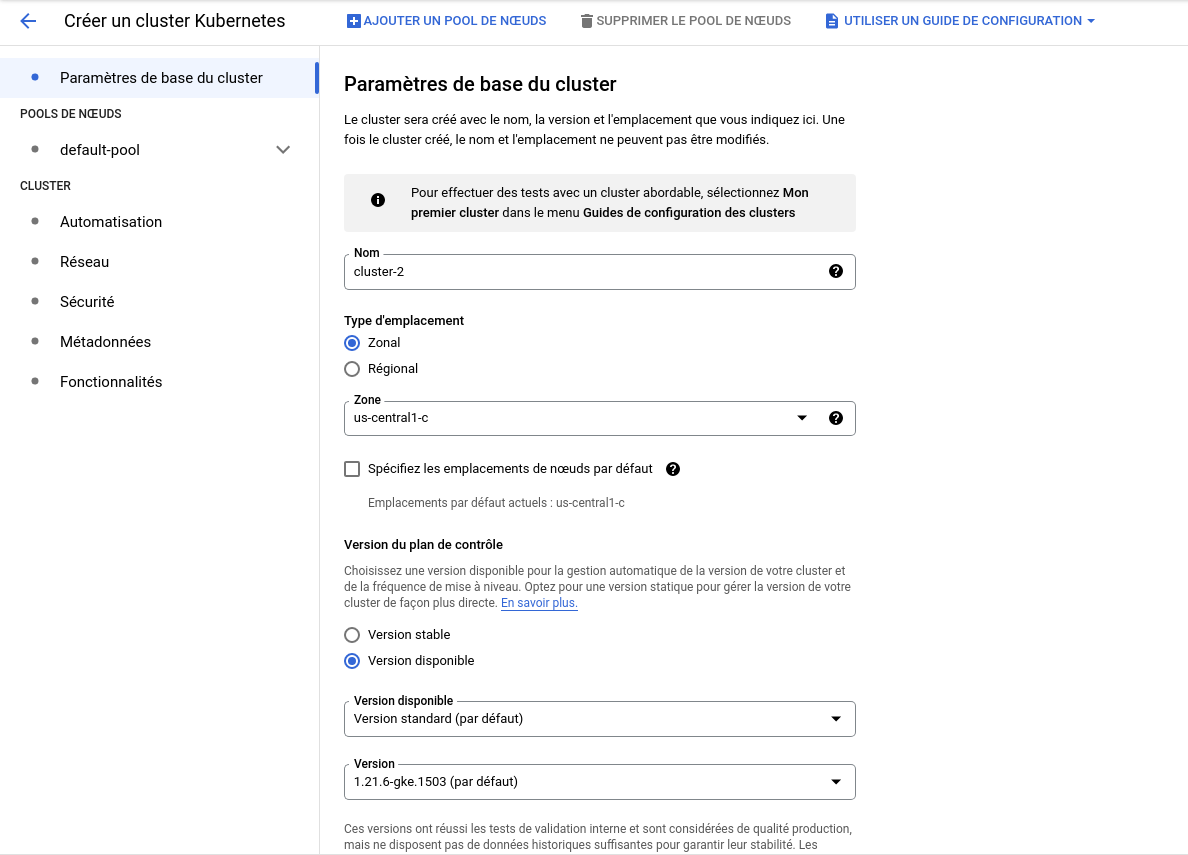 Créer un cluster Kubernetes
AJOUTER UN POOL DE NŒUDS
SUPPRIMER LE POOL DE NŒUDS
UTILISER UN GUIDE DE CONFIGURATION
Paramètres de base du cluster
POOLS DE NŒUDS
default-pool
CLUSTER
Automatisation
Réseau
Sécurité
Métadonnées
Fonctionnalités
Paramètres de base du cluster
Le cluster sera créé avec le nom, la version et l'emplacement que vous indiquez ici. Une
fois le cluster créé, le nom et l'emplacement ne peuvent pas être modifiés.
Pour effectuer des tests avec un cluster abordable, sélectionnez Mon
premier cluster dans le menu Guides de configuration des clusters
Nom
cluster-2
Type d'emplacement
Zonal
Régional
Zone
us-central1-c
Spécifiez les emplacements de nœuds par défaut
Emplacements par défaut actuels : us-central1-c
Version du plan de contrôle
Choisissez une version disponible pour la gestion automatique de la version de votre cluster et
de la fréquence de mise à niveau. Optez pour une version statique pour gérer la version de votre
cluster de façon plus directe. En savoir plus.
Version stable
Version disponible
Version disponible
Version standard (par défaut)
Version
1.21.6-gke.1503 (par défaut)
Ces versions ont réussi les tests de validation interne et sont considérées de qualité production,
mais ne disposent pas de données historiques suffisantes pour garantir leur stabilité. Les